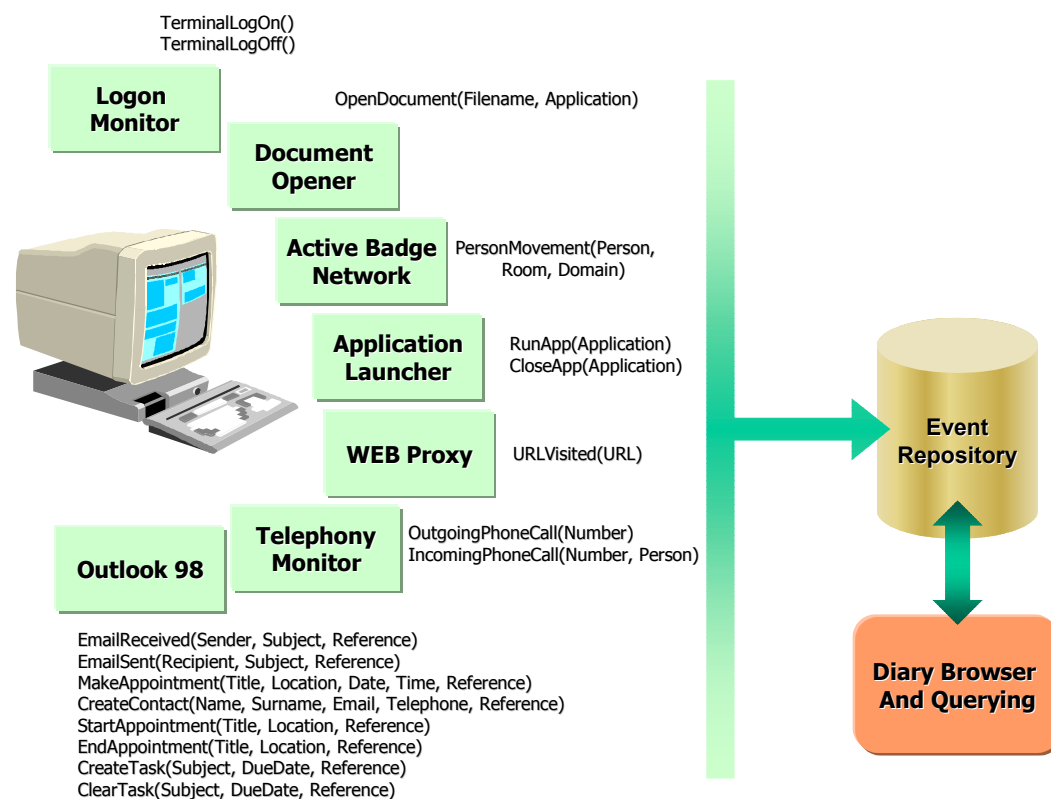 TerminalLogOn()
TerminalLogOff()
Logon
Monitor
OpenDocument(Filename, Application)
Document
Opener
Active Badge
Network
PersonMovement(Person,
Room, Domain)
Application
Launcher
RunApp(Application)
CloseApp(Application)
WEB Proxy
URLVisited(URL)
Telephony
Monitor
OutgoingPhoneCall(Number)
IncomingPhoneCall(Number, Person)
Outlook 98
EmailReceived(Sender, Subject, Reference)
EmailSent(Recipient, Subject, Reference)
MakeAppointment(Title, Location, Date, Time, Reference)
CreateContact(Name, Surname, Email, Telephone, Reference)
StartAppointment(Title, Location, Reference)
EndAppointment(Title, Location, Reference)
CreateTask(Subject, DueDate, Reference)
ClearTask(Subject, DueDate, Reference)
Event
Repository
Diary Browser
And Querying